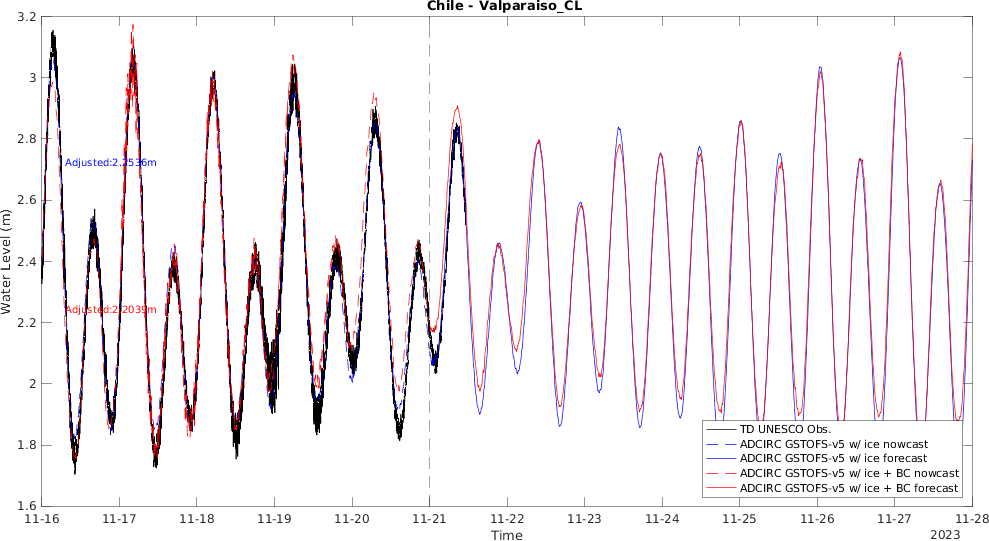 Chile - Valparaiso_CL
3.2
3
2.8
2.6
2.4
2.2
2
1.8
1.6
Water Level (m)
Adjusted:2.2536m
Adjusted:2.2039m
TD UNESCO Obs.
ADCIRC GSTOFS-v5 w/ ice nowcast
ADCIRC GSTOFS-v5 w/ ice forecast
ADCIRC GSTOFS-v5 w/ ice + BC nowcast
ADCIRC GSTOFS-v5 w/ ice + BC forecast
11-16 11-17 11-18 11-19 11-20 11-21 11-22 11-23 11-24 11-25 11-26 11-27 11-28
Time
2023